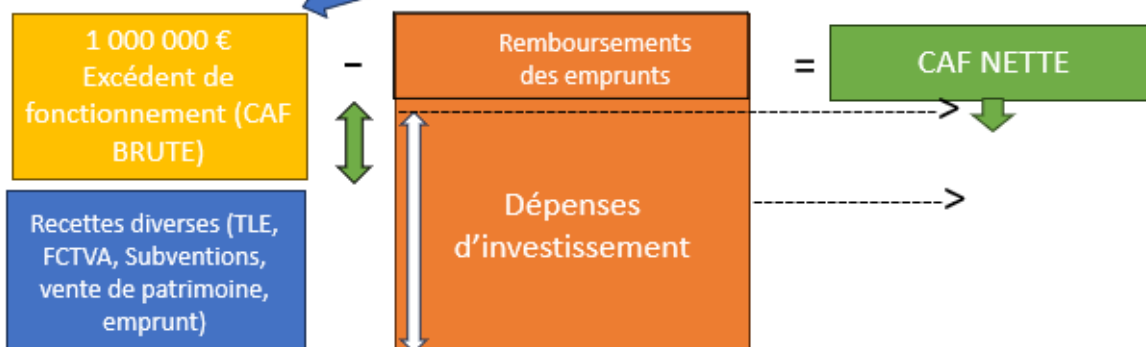 1 000 000 €
Excédent de
fonctionnement (CAF
BRUTE)
-
Remboursements
des emprunts
=
CAF NETTE
Recettes diverses (TLE,
FCTVA, Subventions,
vente de patrimoine,
emprunt)
Dépenses
d'investissement